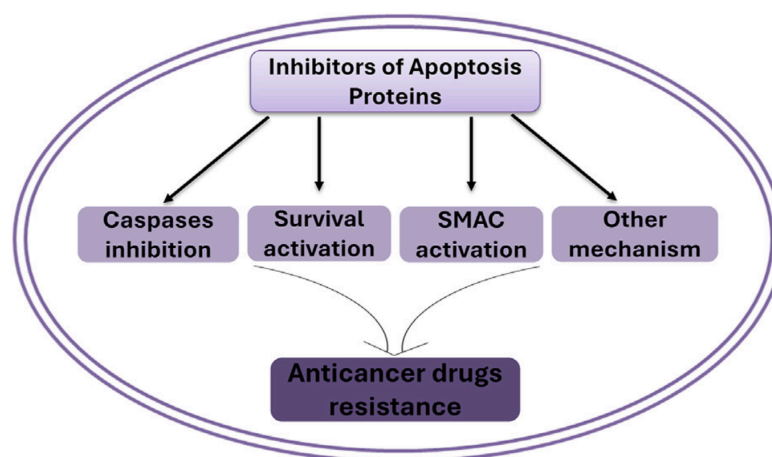 Inhibitors of Apoptosis
Proteins
Caspases
inhibition
Survival
activation
SMAC
activation
Other
mechanism
Anticancer drugs
resistance